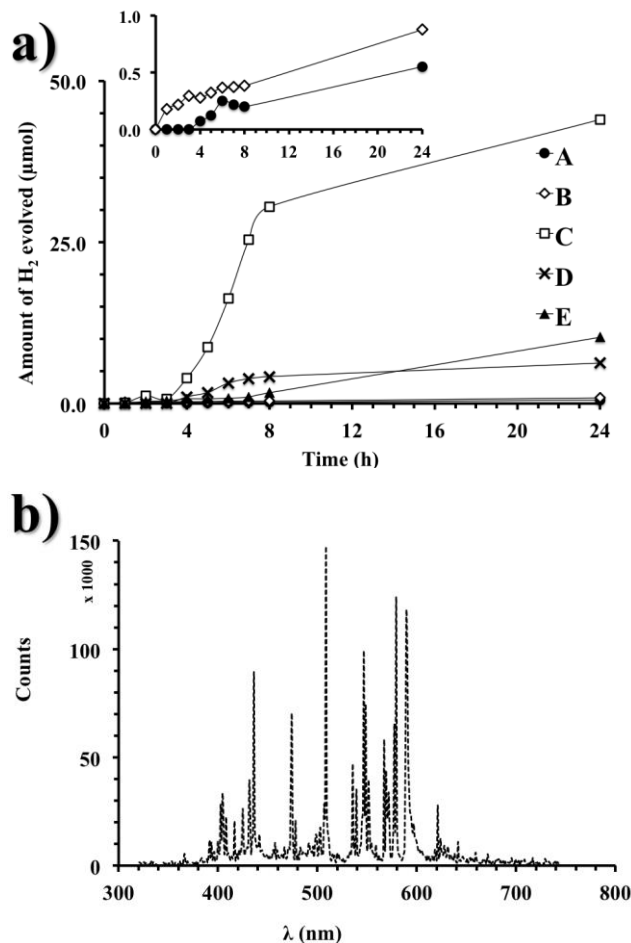 a)
1.0
0.5
0.0
0 4 8 12 16 20 24
50.0
25.0
0.0
Amount of H₂ evolved (µmol)
A
B
C
D
E
0 4 8 12 16 20 24
Time (h)
b)
150
100
50
0
x 1000
Counts
300 400 500 600 700 800
λ (nm)